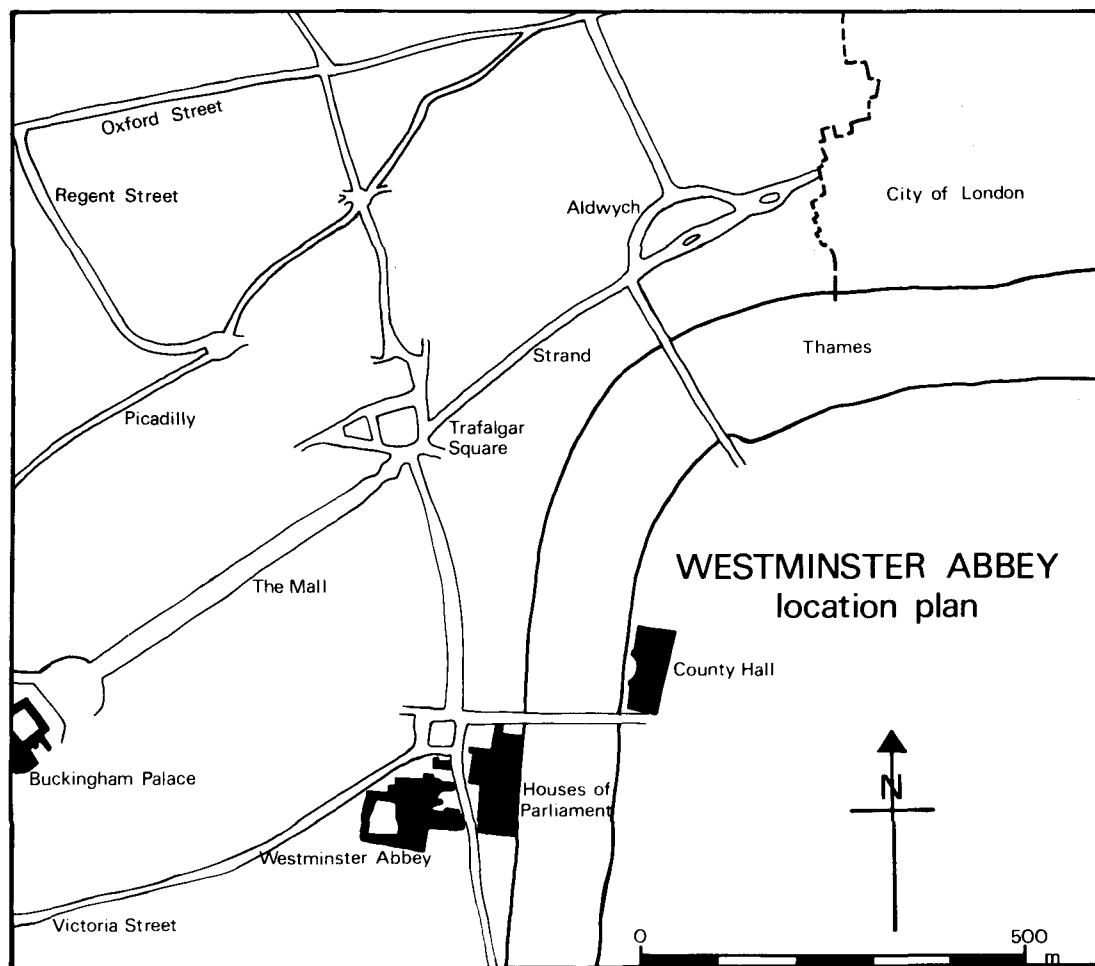 Oxford Street
Regent Street
Aldwych
City of London
Strand
Thames
Picadilly
Trafalgar
Square
WESTMINSTER ABBEY
location plan
The Mall
County Hall
Buckingham Palace
Houses of
Parliament
N
Westminster Abbey
Victoria Street
0
500
m